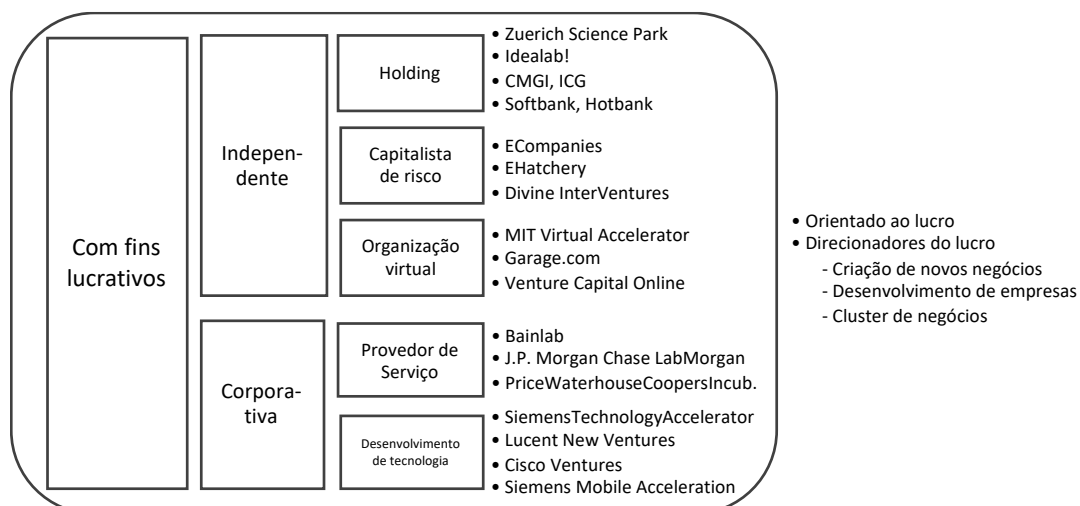 Com fins
lucrativos
Indepen-
dente
Holding
• Zuerich Science Park
• Idealab!
• CMGI, ICG
• Softbank, Hotbank
Capitalista
de risco
• ECompanies
• EHatchery
• Divine InterVentures
Organização
virtual
• MIT Virtual Accelerator
• Garage.com
• Venture Capital Online
Corpora-
tiva
Provedor de
Serviço
• Bainlab
• J.P. Morgan Chase LabMorgan
• PriceWaterhouseCoopersIncub.
Desenvolvimento
de tecnologia
• SiemensTechnologyAccelerator
• Lucent New Ventures
• Cisco Ventures
• Siemens Mobile Acceleration
• Orientado ao lucro
• Direcionadores do lucro
- Criação de novos negócios
- Desenvolvimento de empresas
- Cluster de negócios